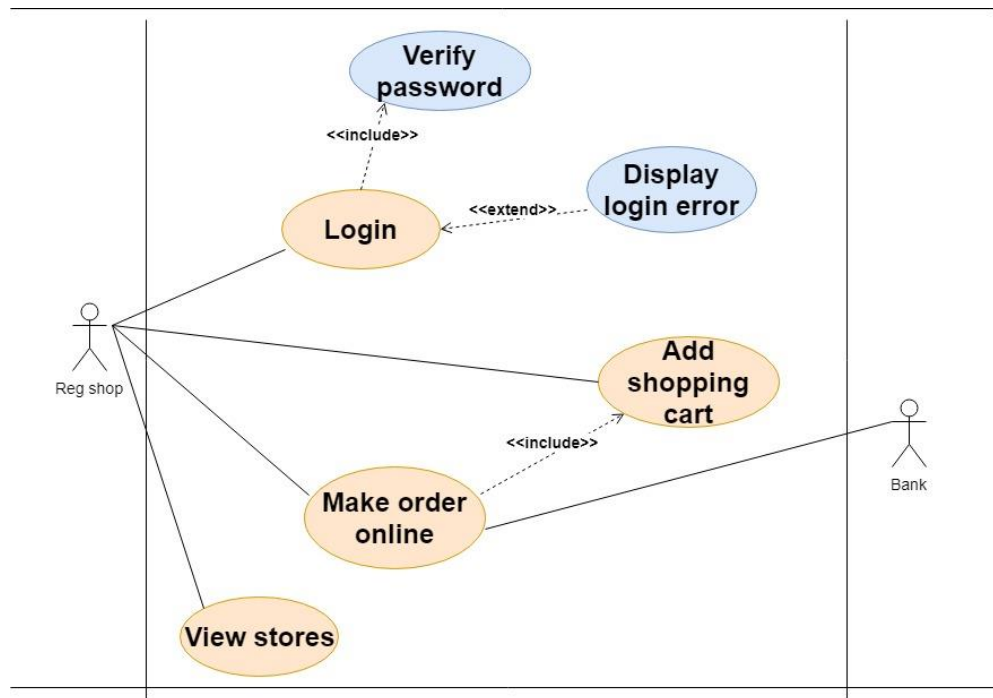 Verify
password
<<include>>
Display
login error
<<extend>>
Login
Reg shop
Add
shopping
cart
<<include>>
Bank
Make order
online
View stores